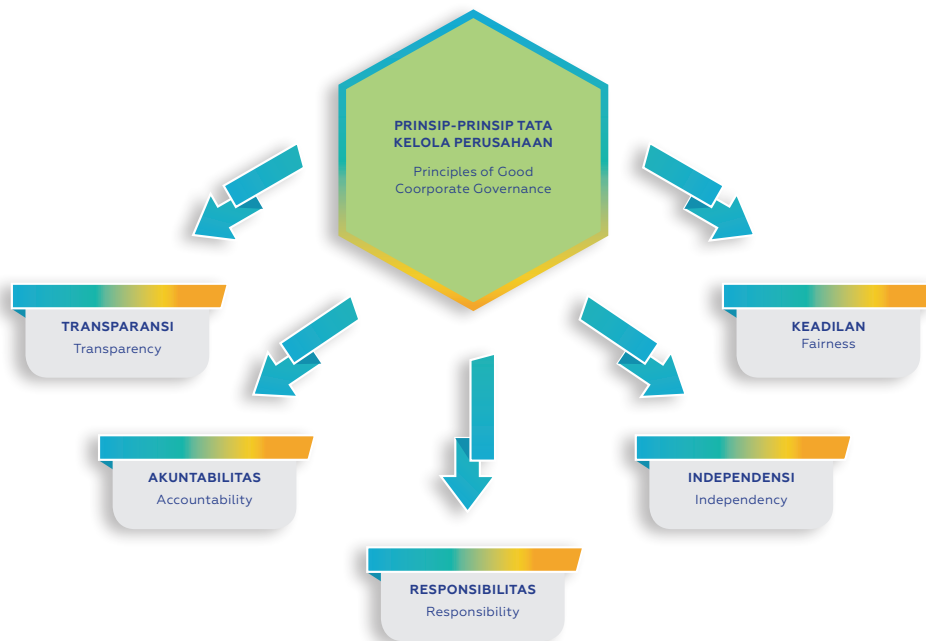 PRINSIP-PRINSIP TATA
KELOLA PERUSAHAAN
Principles of Good
Coorporate Governance
TRANSPARANSI
Transparency
KEADILAN
Fairness
AKUNTABILITAS
Accountability
INDEPENDENSI
Independency
RESPONSIBILITAS
Responsibility